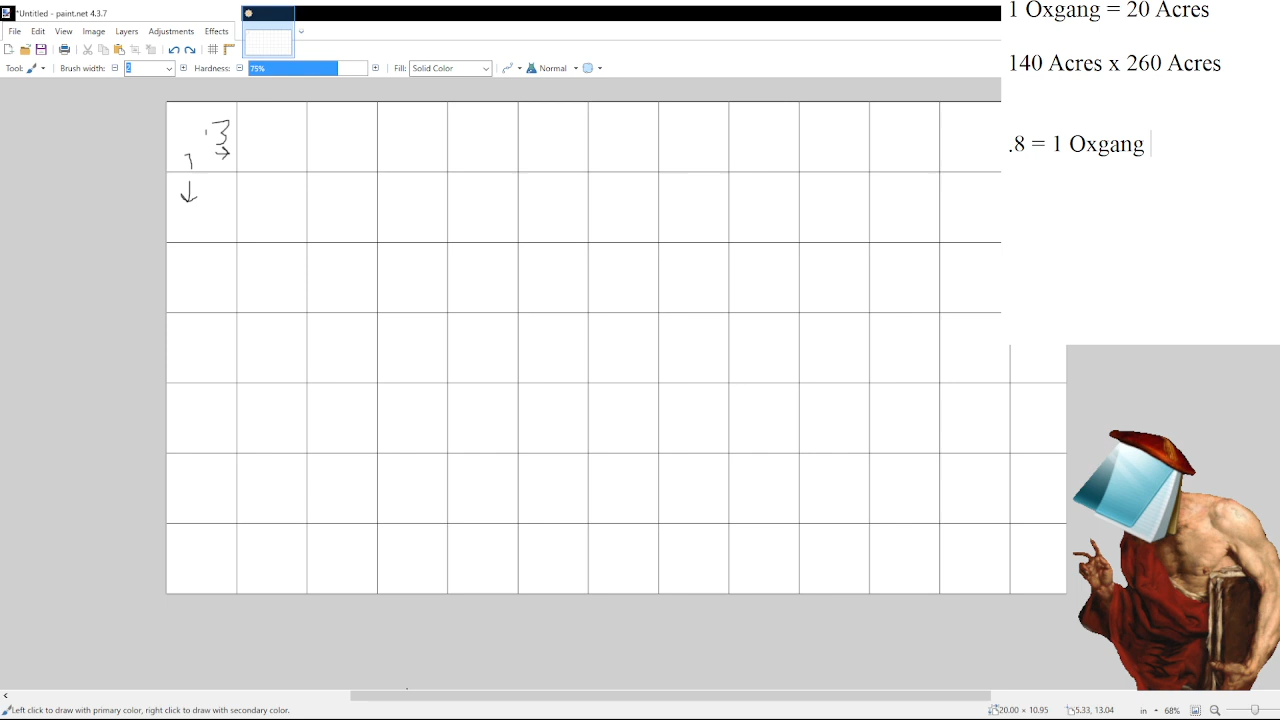 *Untitled - paint.net 4.3.7
File Edit View Image Layers Adjustments Effects
Tool: Brush width: 2 Hardness: 75% Fill: Solid Color Normal
1 Oxgang = 20 Acres
140 Acres x 260 Acres
.8 = 1 Oxgang
Left click to draw with primary color, right click to draw with secondary color.
20.00 × 10.95 5.33, 13.04 in 68%